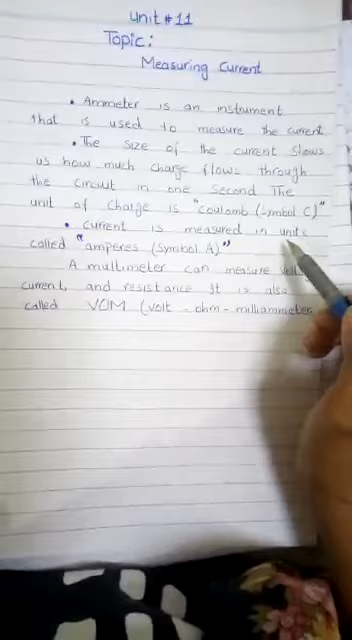 Unit # 11
Topic:
Measuring Current
• Ammeter is an instrument
that is used to measure the current
• The size of the current shows
us how much charge flows through
the circuit in one second The
unit of charge is "coulomb (symbol C)"
• Current is measured in units
called "amperes (symbol A)"
A multimeter can measure
current, and resistance It is also
called VOM (volt - ohm - milliammeter